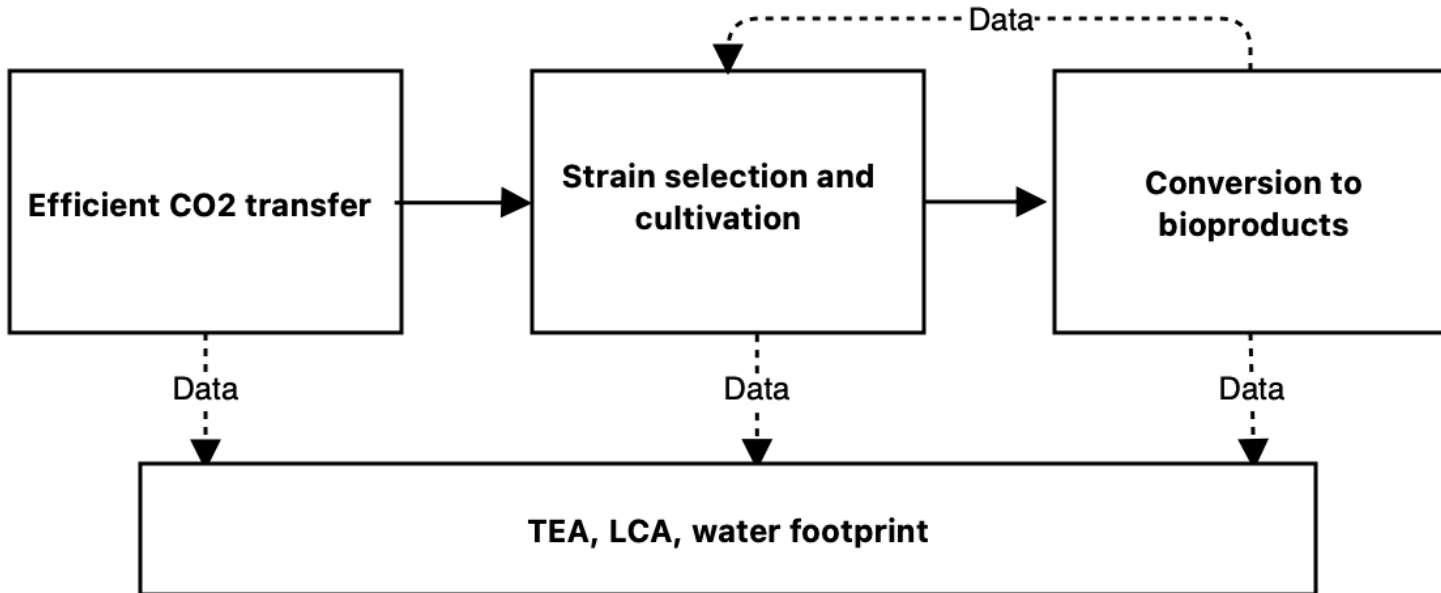 Data
Efficient CO2 transfer
Strain selection and
cultivation
Conversion to
bioproducts
Data
Data
Data
TEA, LCA, water footprint